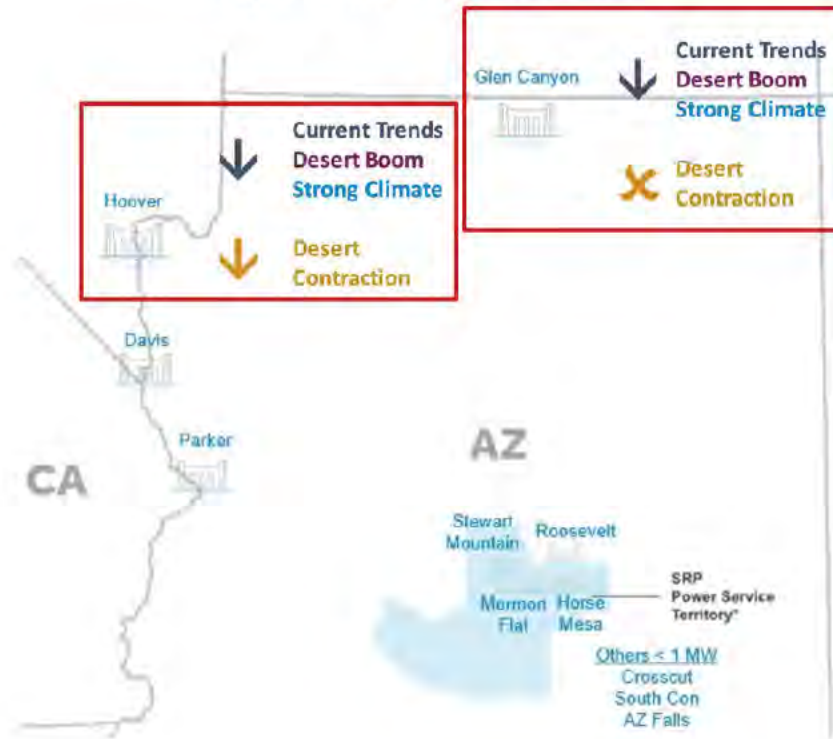 Glen Canyon
Current Trends
Desert Boom
Strong Climate
Desert
Contraction
Hoover
Current Trends
Desert Boom
Strong Climate
Desert
Contraction
Davis
Parker
CA
AZ
Stewart
Mountain
Roosevelt
Mormon
Flat
Horse
Mesa
SRP
Power Service
Territory*
Others < 1 MW
Crosscut
South Con
AZ Falls